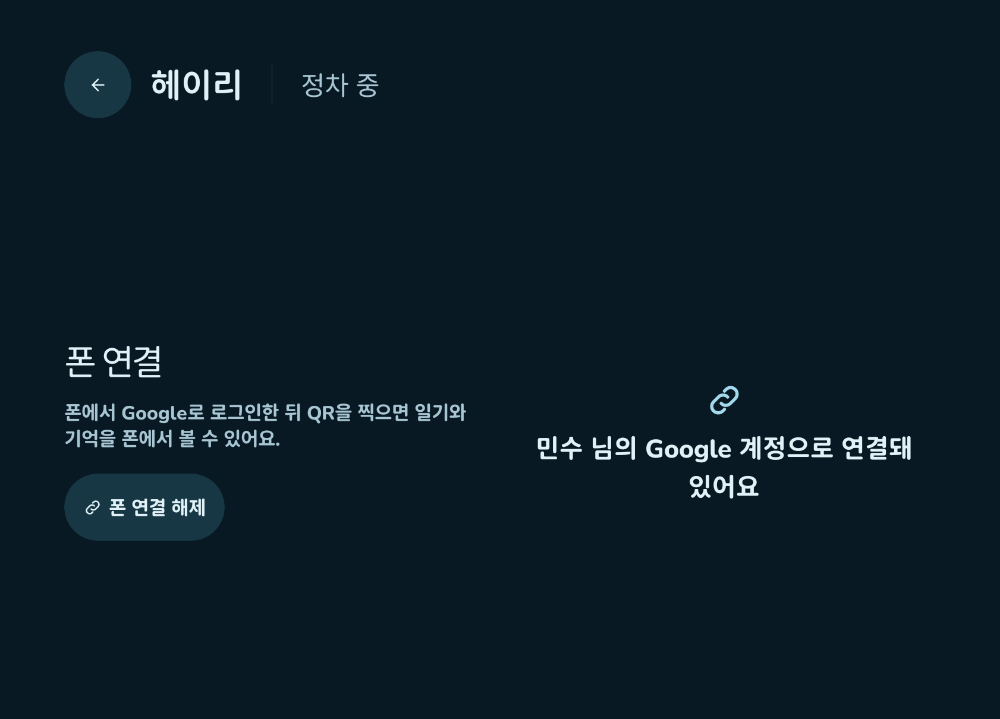 헤이리
정차 중
폰 연결
폰에서 Google로 로그인한 뒤 QR을 찍으면 일기와
기억을 폰에서 볼 수 있어요.
폰 연결 해제
민수 님의 Google 계정으로 연결돼
있어요